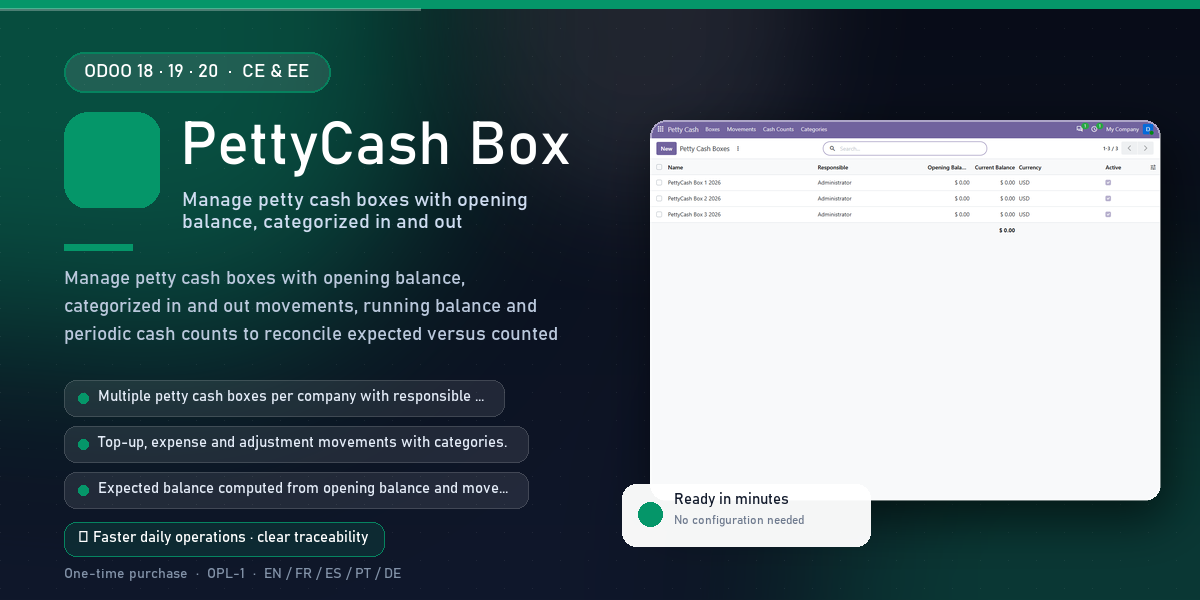 ODOO 18 · 19 · 20 · CE & EE
PettyCash Box
Manage petty cash boxes with opening
balance, categorized in and out
Manage petty cash boxes with opening balance,
categorized in and out movements, running balance and
periodic cash counts to reconcile expected versus counted
Multiple petty cash boxes per company with responsible ...
Top-up, expense and adjustment movements with categories.
Expected balance computed from opening balance and move...
Faster daily operations · clear traceability
One-time purchase · OPL-1 · EN / FR / ES / PT / DE
Petty Cash Boxes Movements Cash Counts Categories My Company
New Petty Cash Boxes Search... 1-3 / 3
Name Responsible Opening Bala... Current Balance Currency Active
PettyCash Box 1 2026 Administrator $ 0.00 $ 0.00 USD
PettyCash Box 2 2026 Administrator $ 0.00 $ 0.00 USD
PettyCash Box 3 2026 Administrator $ 0.00 $ 0.00 USD
$ 0.00
Ready in minutes
No configuration needed